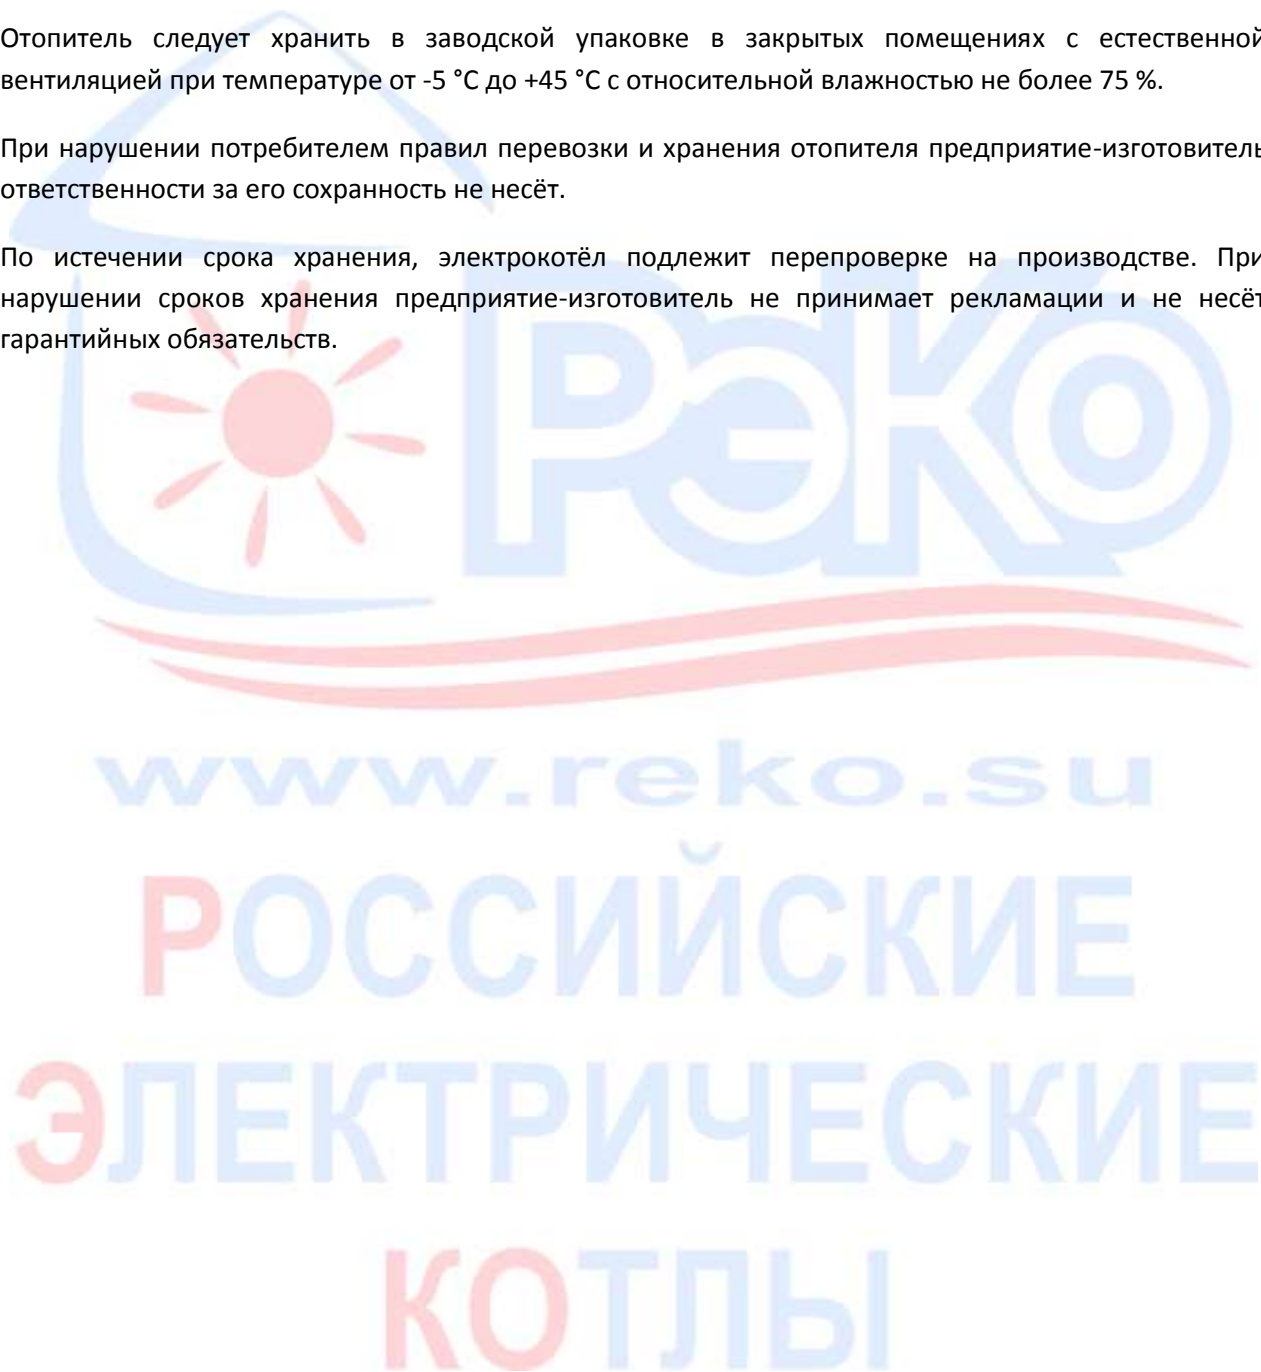 Отопитель следует хранить в заводской упаковке в закрытых помещениях с естественной
вентиляцией при температуре от -5 °С до +45 °С с относительной влажностью не более 75 %.
При нарушении потребителем правил перевозки и хранения отопителя предприятие-изготовитель
ответственности за его сохранность не несёт.
По истечении срока хранения, электрокотёл подлежит перепроверке на производстве. При
нарушении сроков хранения предприятие-изготовитель не принимает рекламации и не несёт
гарантийных обязательств.
РЭКО
www.reko.su
РОССИЙСКИЕ
ЭЛЕКТРИЧЕСКИЕ
КОТЛЫ